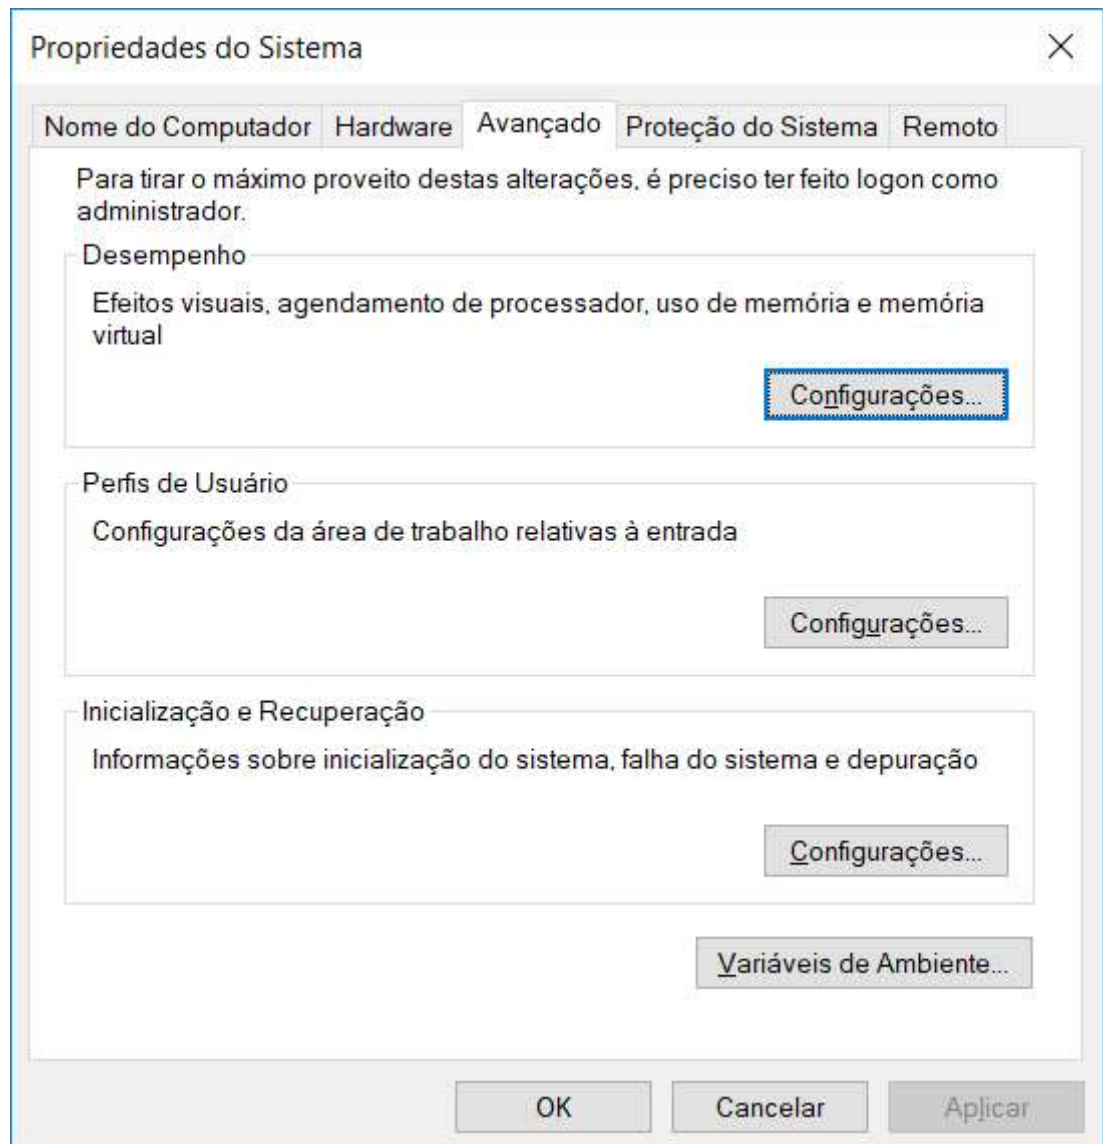 Propriedades do Sistema
Nome do Computador Hardware Avançado Proteção do Sistema Remoto
Para tirar o máximo proveito destas alterações, é preciso ter feito logon como
administrador.
Desempenho
Efeitos visuais, agendamento de processador, uso de memória e memória
virtual
Configurações...
Perfis de Usuário
Configurações da área de trabalho relativas à entrada
Configurações...
Inicialização e Recuperação
Informações sobre inicialização do sistema, falha do sistema e depuração
Configurações...
Variáveis de Ambiente...
OK Cancelar Aplicar